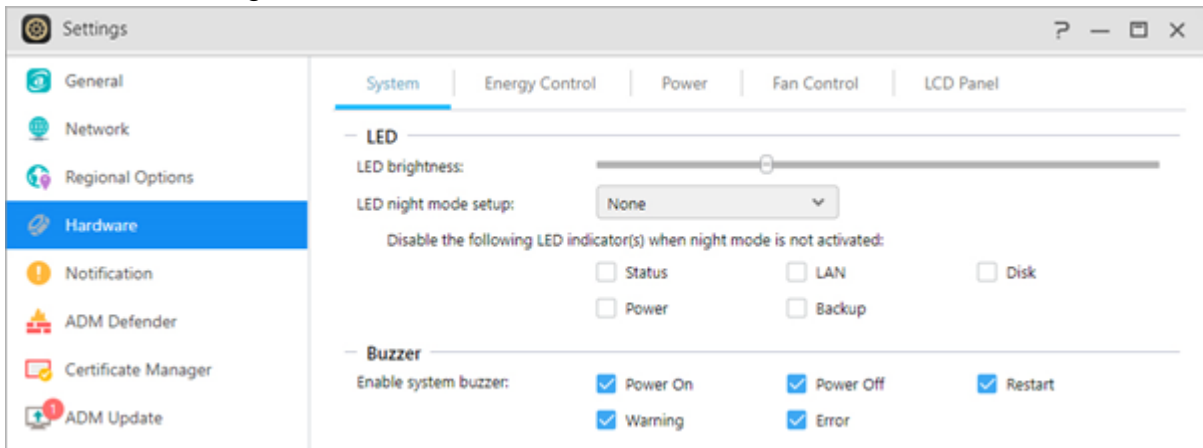 Settings
General
Network
Regional Options
Hardware
Notification
ADM Defender
Certificate Manager
1
ADM Update
System Energy Control Power Fan Control LCD Panel
LED
LED brightness:
LED night mode setup: None
Disable the following LED indicator(s) when night mode is not activated:
Status LAN Disk
Power Backup
Buzzer
Enable system buzzer: Power On Power Off Restart
Warning Error